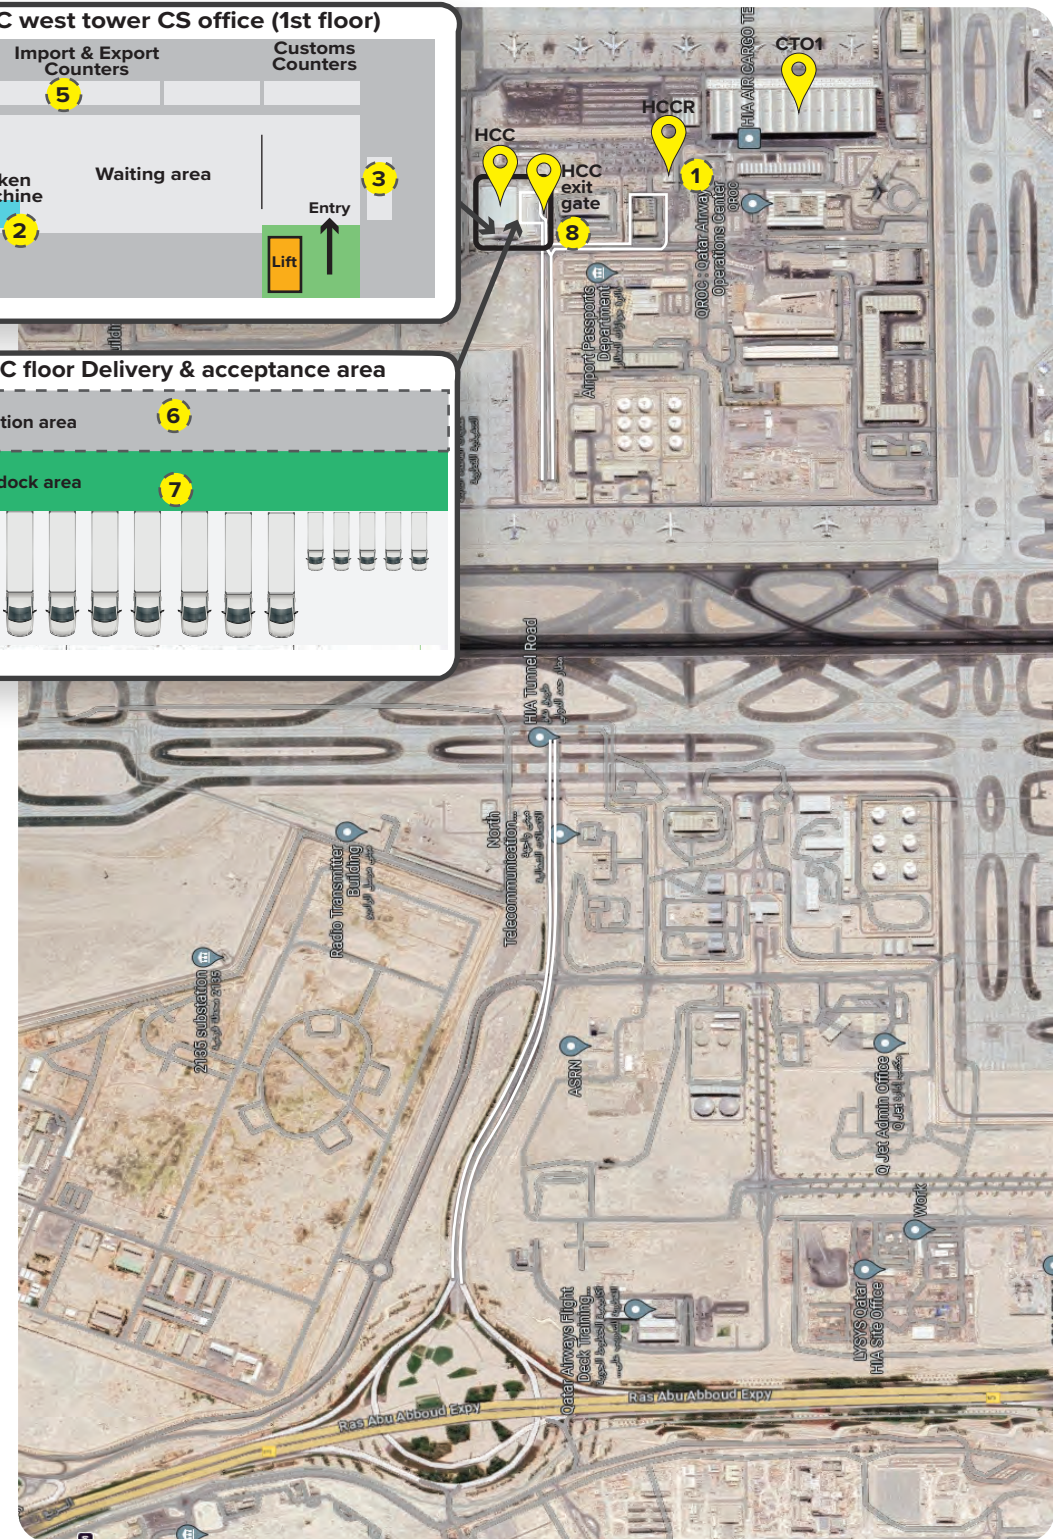 C west tower CS office (1st floor)
Import & Export
Counters
Customs
Counters
5
Waiting area
ken
chine
2
3
Entry
Lift
C floor Delivery & acceptance area
tion area
6
dock area
7
CTO1
HIA AIR CARGO TE
HCCR
HCC
HCC
exit
gate
1
8
QROC : Qatar Airway
Operations Center
QROC
Airport Passports
Department
HIA Tunnel Road
North
Telecommunication...
Radio Transmitter
Building
2135 substation
ASRN
Q Jet Admin Office
Work
LYSYS Qatar
HIA Site Office
Qatar Airways Flight
Deck Training...
Ras Abu Abboud Expy
Ras Abu Abboud Expy